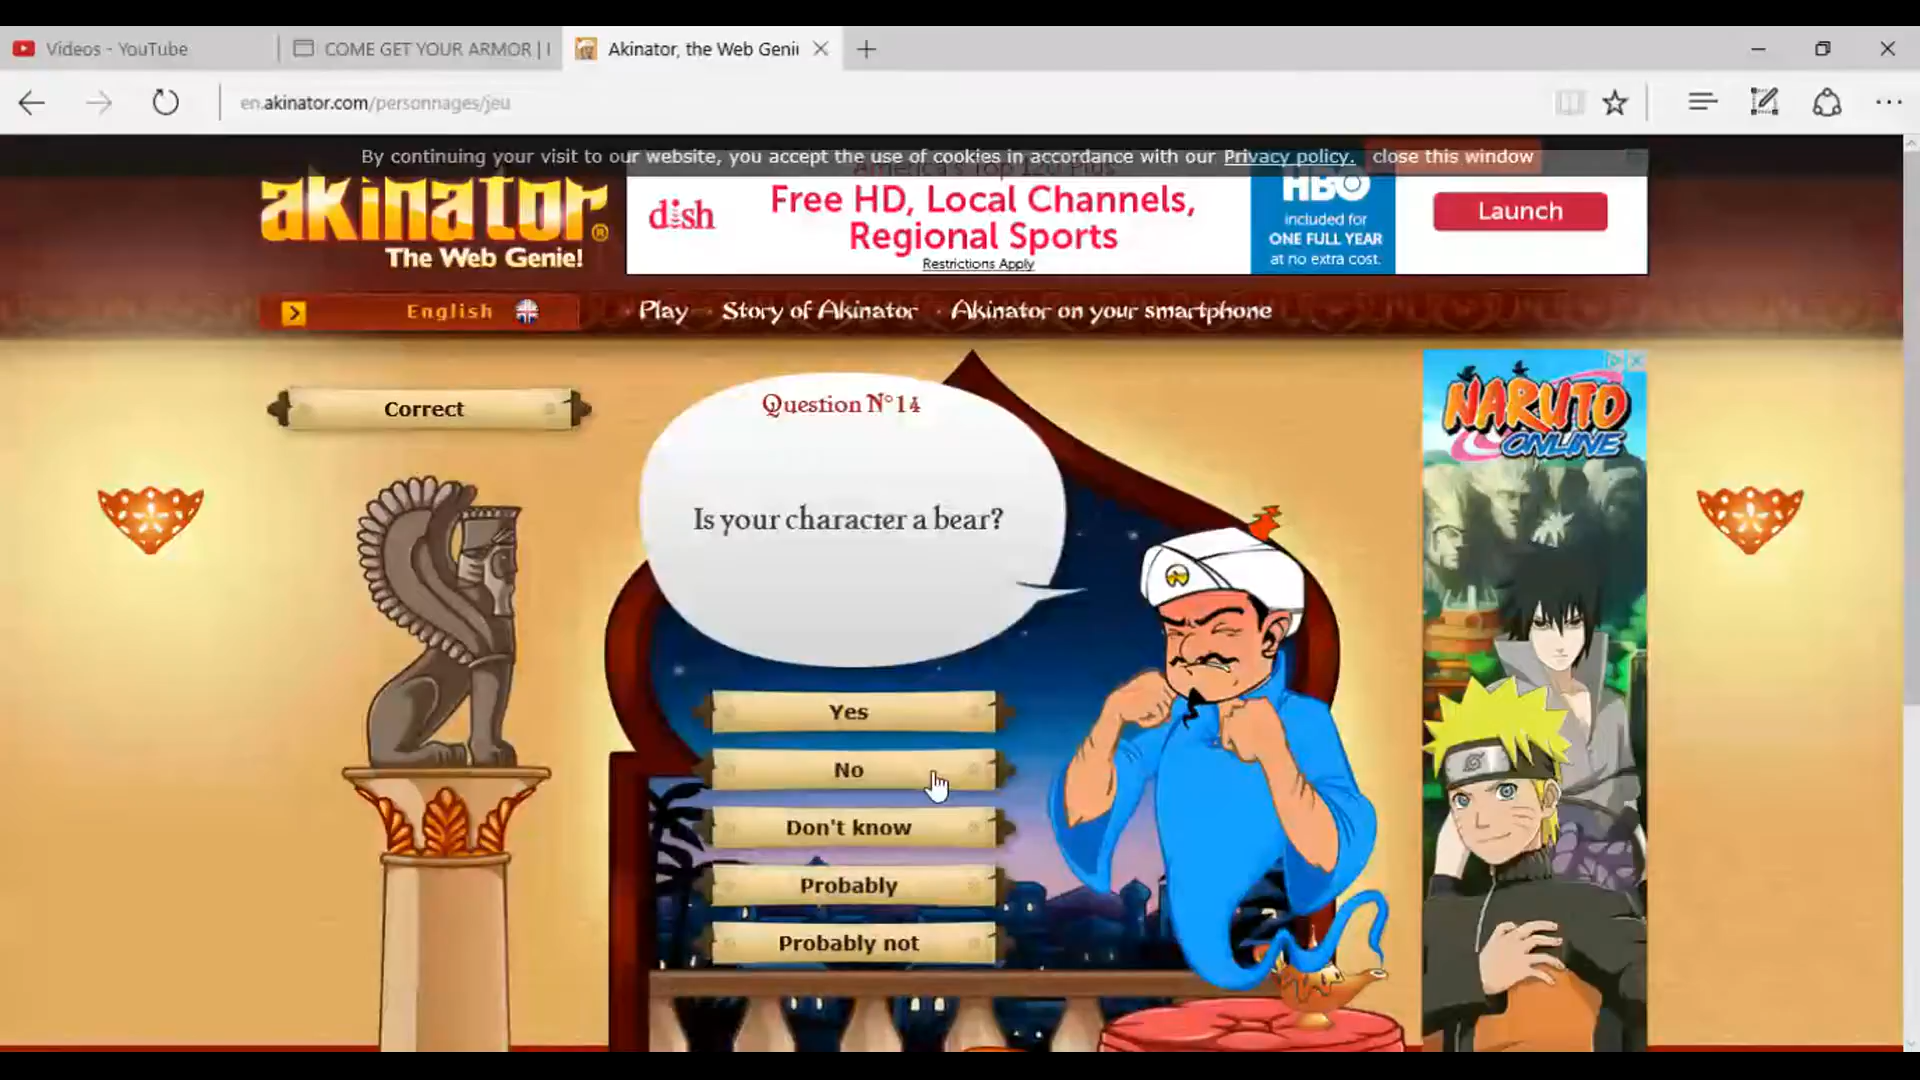 Videos - YouTube
COME GET YOUR ARMOR | I
Akinator, the Web Genii
en.akinator.com/personnages/jeu
By continuing your visit to our website, you accept the use of cookies in accordance with our Privacy policy. close this window
America's Top 120 Plus
akinator®
The Web Genie!
dish
Free HD, Local Channels,
Regional Sports
Restrictions Apply
HBO
included for
ONE FULL YEAR
at no extra cost.
Launch
English
Play
Story of Akinator
Akinator on your smartphone
Correct
Question N°14
Is your character a bear?
Yes
No
Don't know
Probably
Probably not
NARUTO
ONLINE